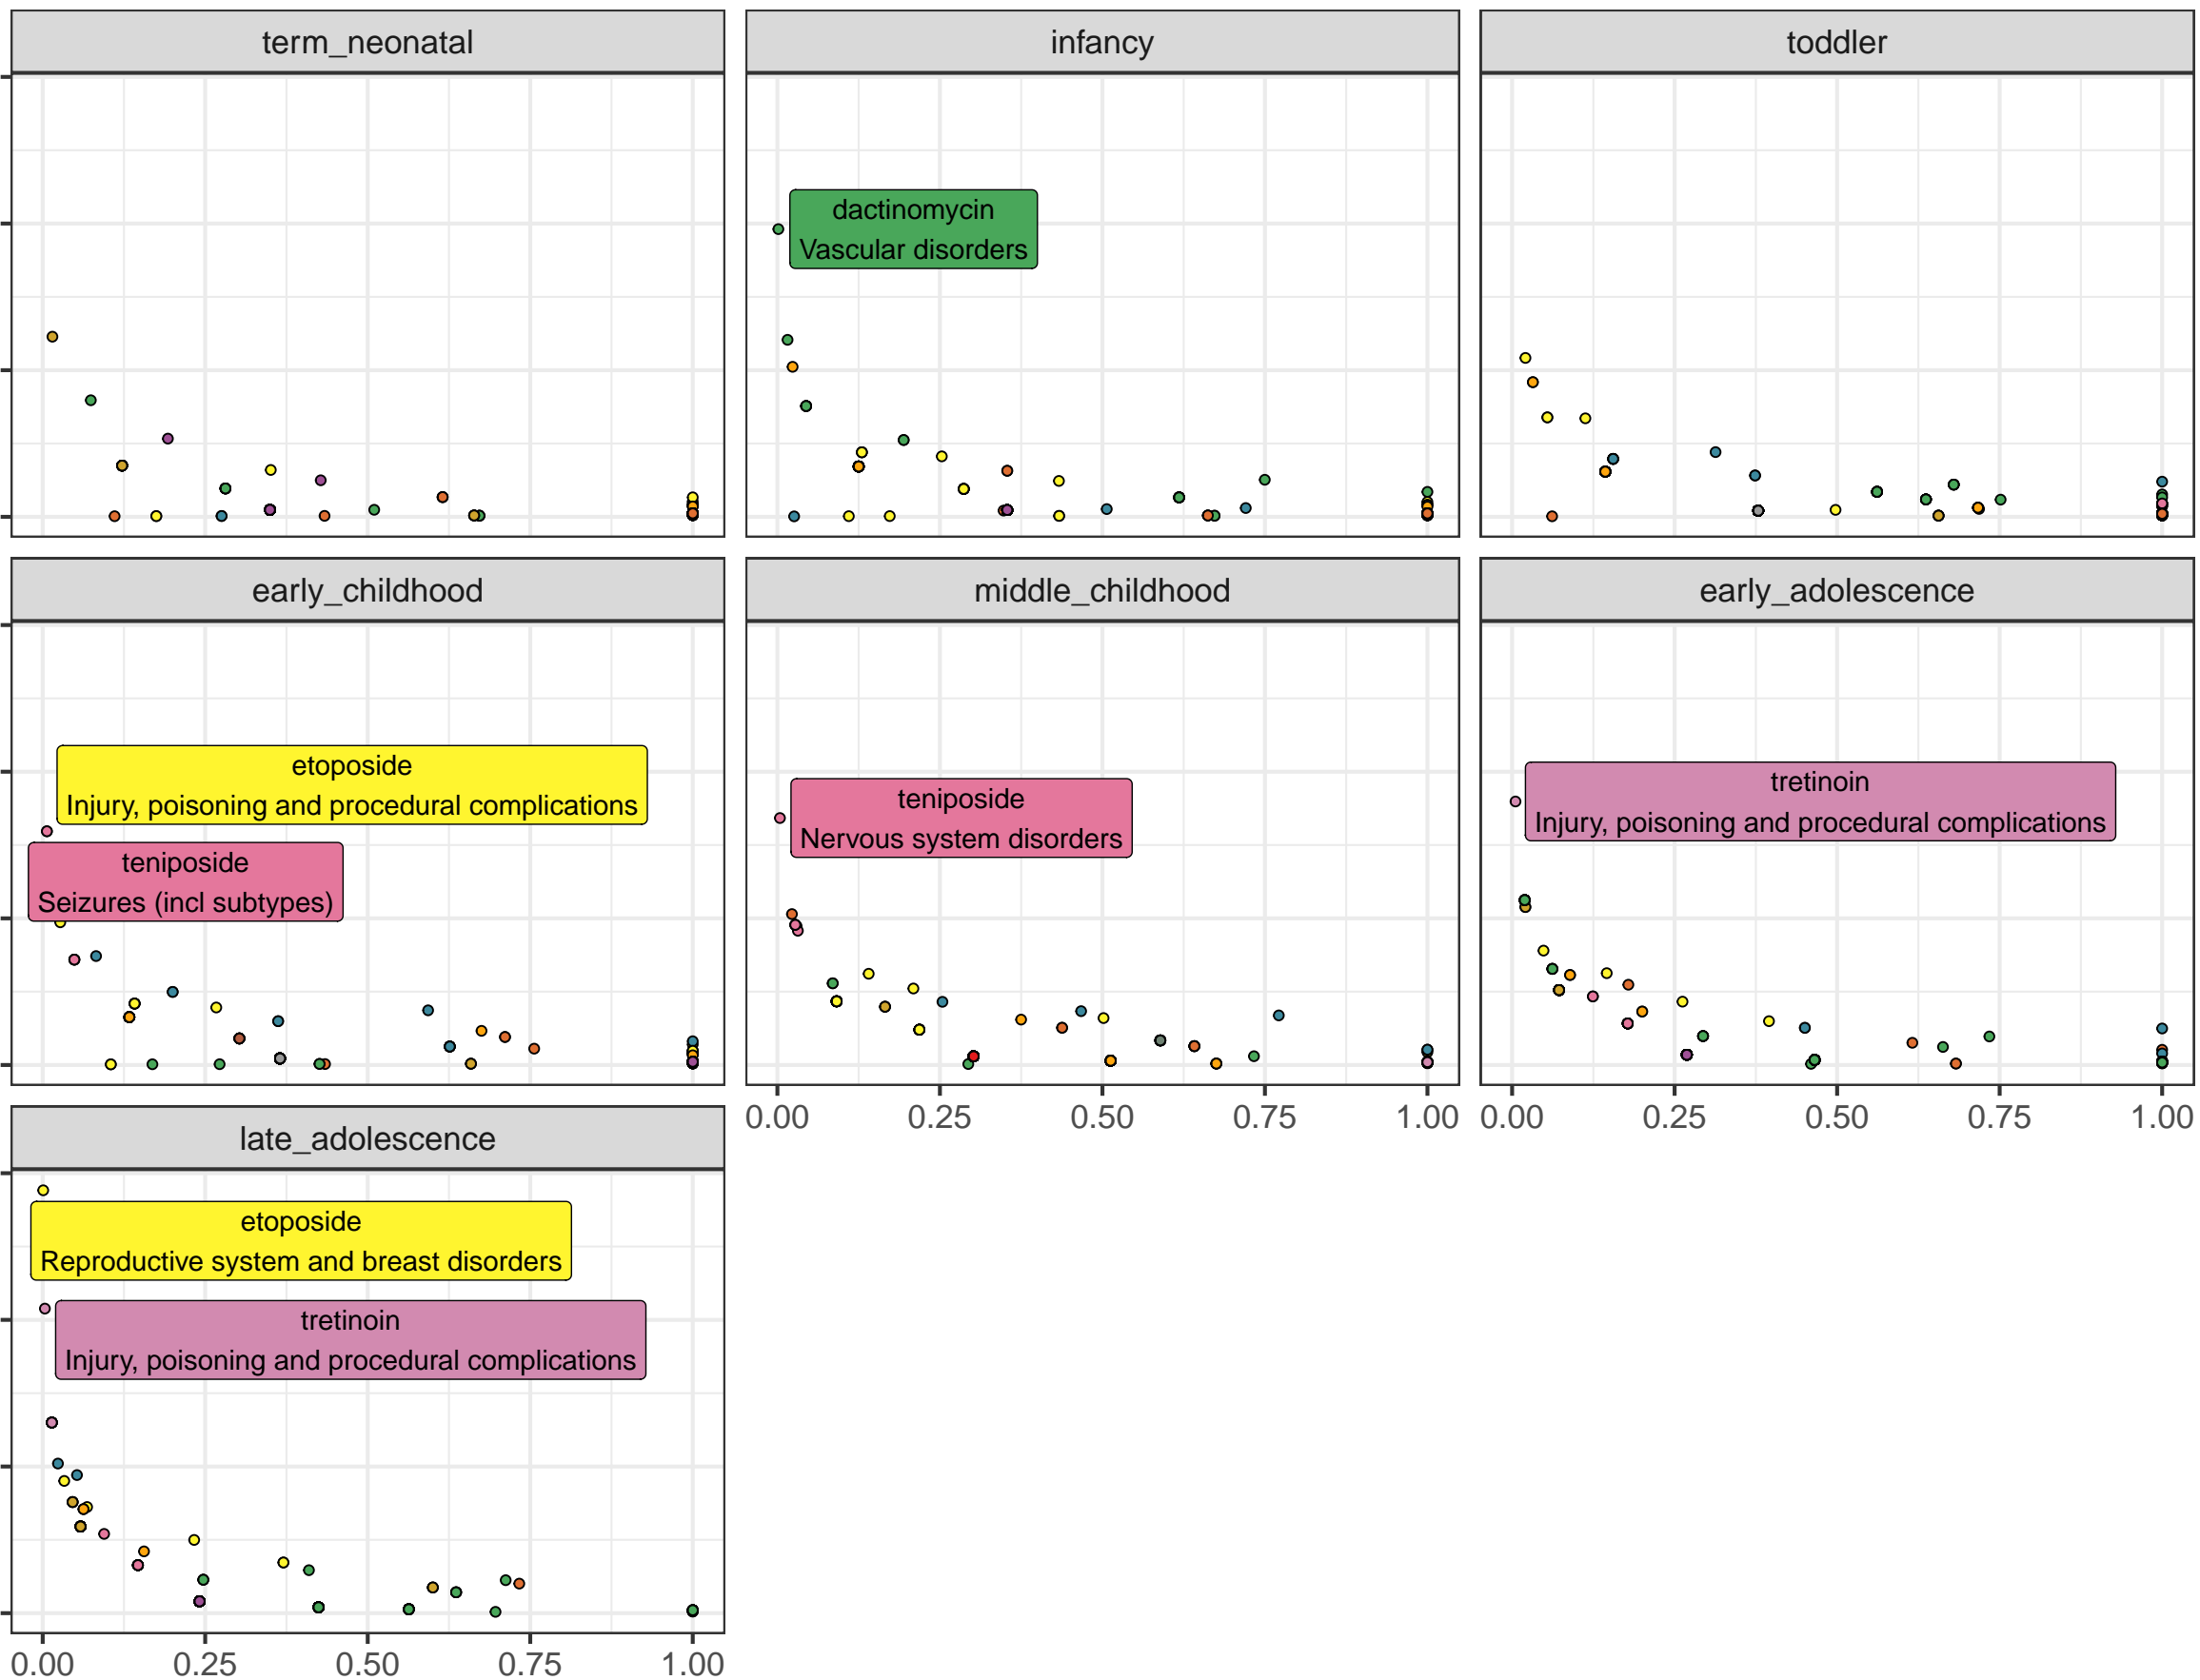 term_neonatal
infancy
toddler
dactinomycin
Vascular disorders
early_childhood
middle_childhood
early_adolescence
etoposide
Injury, poisoning and procedural complications
teniposide
Seizures (incl subtypes)
teniposide
Nervous system disorders
tretinoin
Injury, poisoning and procedural complications
0.00 0.25 0.50 0.75 1.00
0.00 0.25 0.50 0.75 1.00
late_adolescence
etoposide
Reproductive system and breast disorders
tretinoin
Injury, poisoning and procedural complications
0.00 0.25 0.50 0.75 1.00